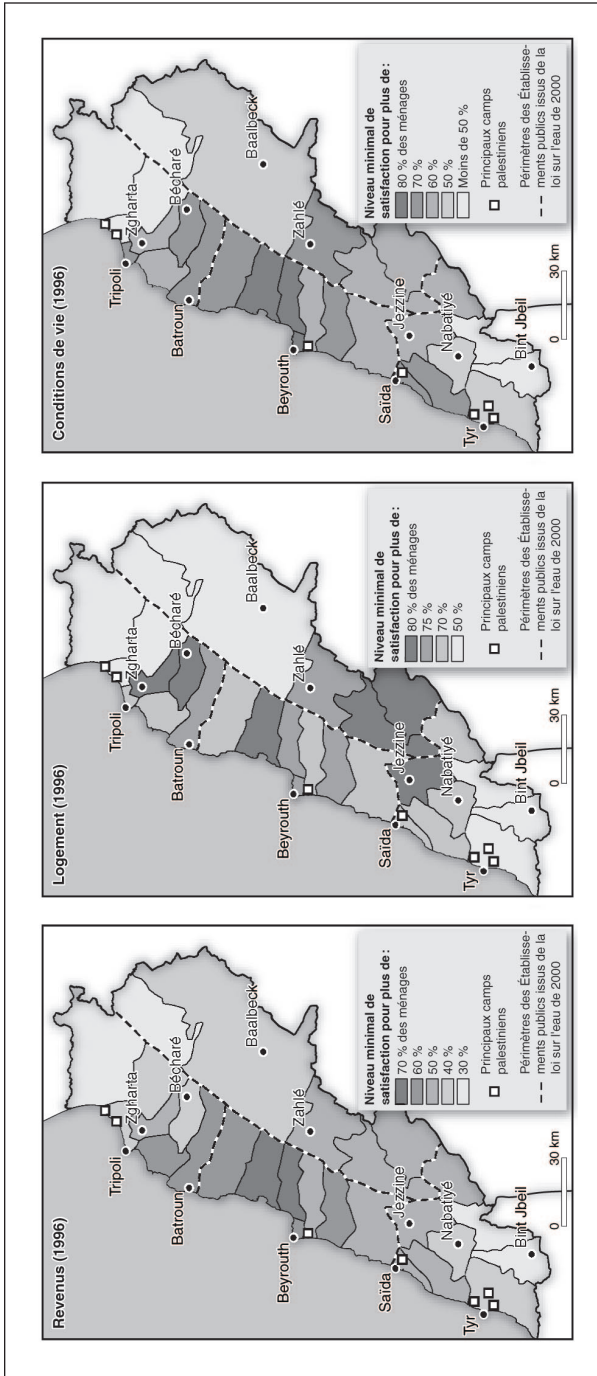 Revenus (1996)
Tripoli
Zgharta
Bécharé
Batroun
Baalbeck
Beyrouth
Zahlé
Saïda
Jezzine
Nabatiyé
Tyr
Bint Jbeil
Niveau minimal de
satisfaction pour plus de :
70 % des ménages
60 %
50 %
40 %
30 %
Principaux camps
palestiniens
Périmètres des Établisse-
ments publics issus de la
loi sur l'eau de 2000
0 30 km
Logement (1996)
Tripoli
Zgharta
Bécharé
Batroun
Baalbeck
Beyrouth
Zahlé
Saïda
Jezzine
Nabatiyé
Tyr
Bint Jbeil
Niveau minimal de
satisfaction pour plus de :
80 % des ménages
75 %
70 %
50 %
Principaux camps
palestiniens
Périmètres des Établisse-
ments publics issus de la
loi sur l'eau de 2000
0 30 km
Conditions de vie (1996)
Tripoli
Zgharta
Bécharé
Batroun
Baalbeck
Beyrouth
Zahlé
Saïda
Jezzine
Nabatiyé
Tyr
Bint Jbeil
Niveau minimal de
satisfaction pour plus de :
80 % des ménages
70 %
60 %
50 %
Moins de 50 %
Principaux camps
palestiniens
Périmètres des Établisse-
ments publics issus de la
loi sur l'eau de 2000
0 30 km